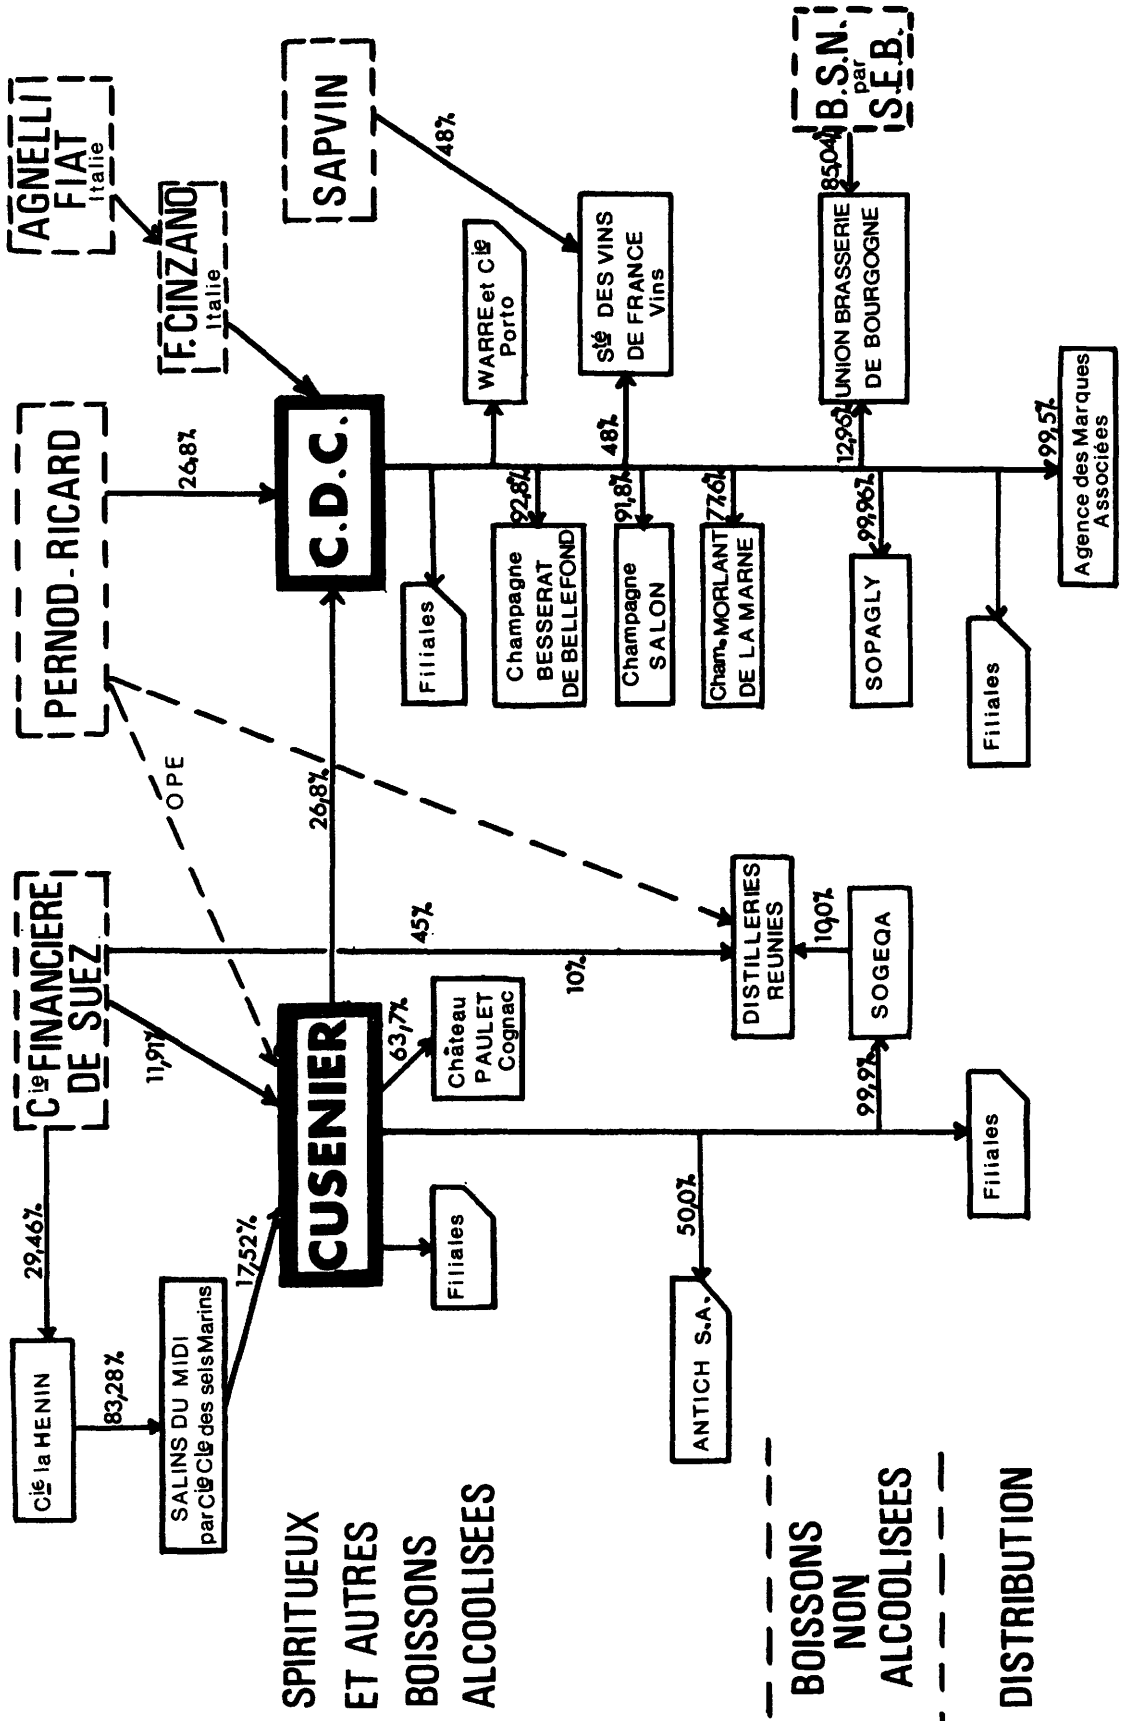 Cie FINANCIERE
DE SUEZ
PERNOD-RICARD
AGNELLI
FIAT
Italie
29,46%
Cie la HENIN
83,28%
SALINS DU MIDI
par Cie Cle des sels Marins
17,52%
11,91%
OPE
26,8%
F. CINZANO
Italie
SPIRITUEUX
ET AUTRES
BOISSONS
ALCOOLISEES
CUSENIER
26,8%
C.D.C.
SAPVIN
48%
Filiales
63,7%
Château
PAULET
Cognac
45%
10%
Filiales
WARRE et Cie
Porto
92,8%
Champagne
BESSERAT
DE BELLEFOND
48%
Sté DES VINS
DE FRANCE
Vins
91,8%
Champagne
SALON
50,0%
ANTICH S.A.
77,6%
Cham. MORLANT
DE LA MARNE
BOISSONS
NON
ALCOOLISEES
DISTILLERIES
REUNIES
10,0%
99,9%
SOGEQA
99,96%
SOPAGLY
12,96%
UNION BRASSERIE
DE BOURGOGNE
85,04%
B.S.N.
par
S.E.B.
DISTRIBUTION
Filiales
Filiales
99,5%
Agence des Marques
Associées